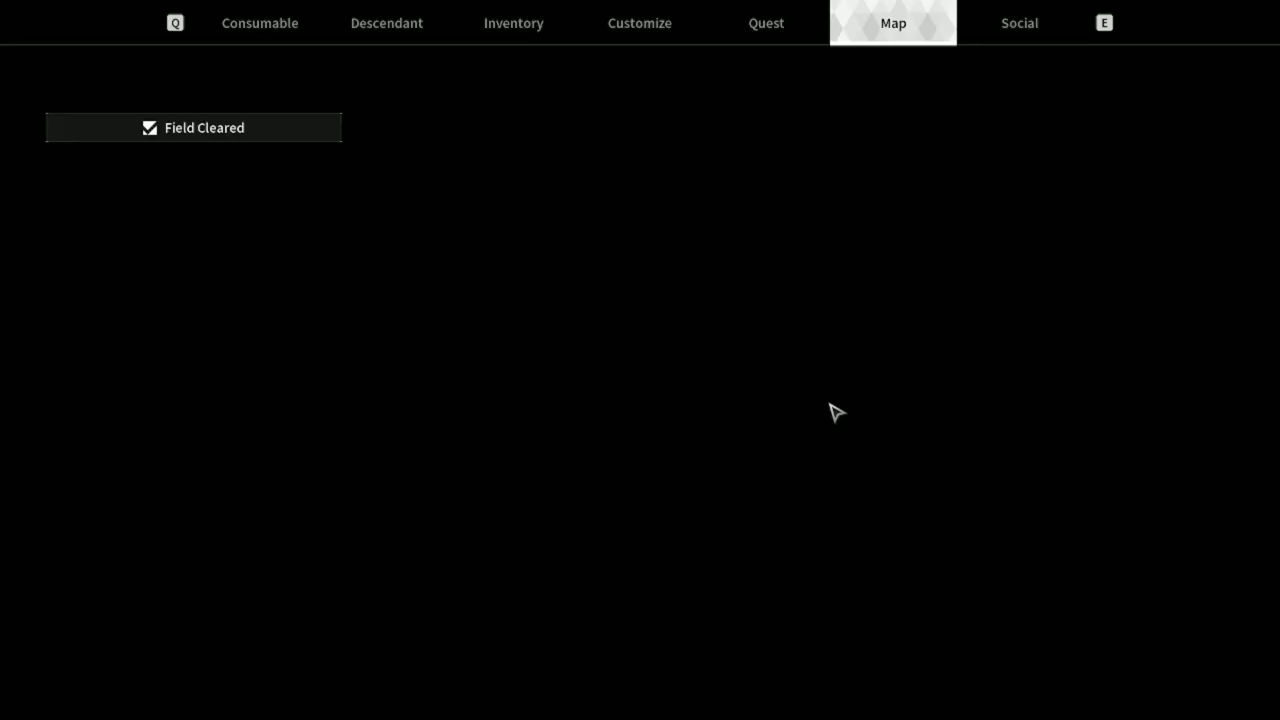 Q Consumable Descendant Inventory Customize Quest Map Social E
Field Cleared